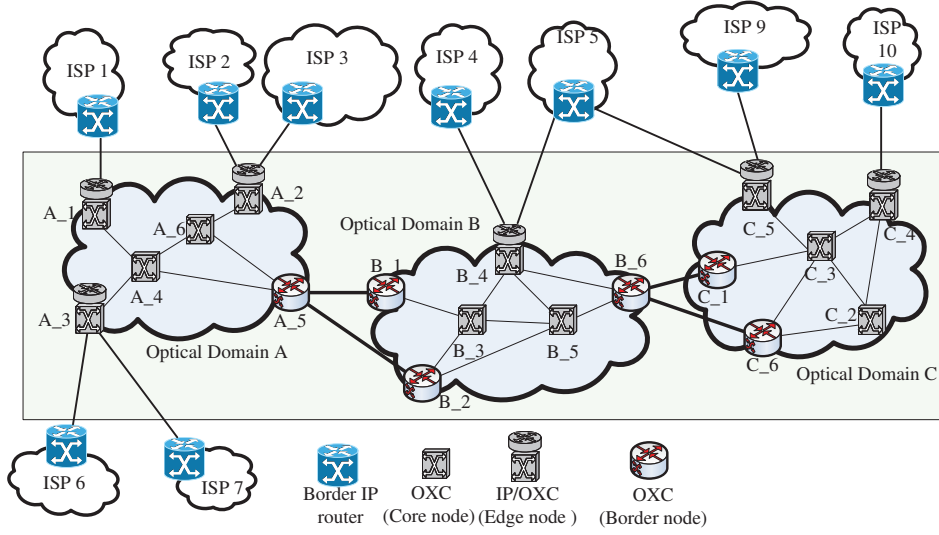 ISP 1
ISP 2
ISP 3
ISP 4
ISP 5
ISP 9
ISP
10
A_1
A_2
A_6
A_4
A_3
A_5
Optical Domain A
Optical Domain B
B_1
B_4
B_6
B_3
B_5
B_2
C_5
C_4
C_3
C_1
C_2
C_6
Optical Domain C
ISP 6
ISP 7
Border IP
router
OXC
(Core node)
IP/OXC
(Edge node )
OXC
(Border node)